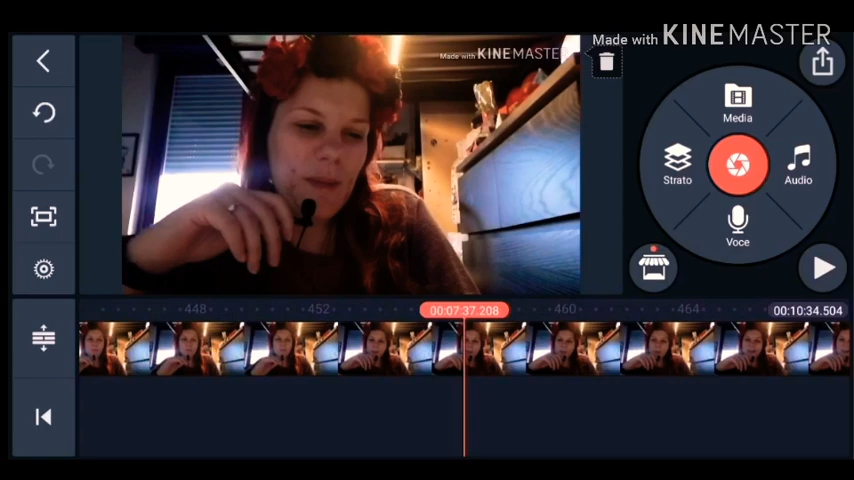 Made with KINEMASTER
Made with KINEMASTER
Media
Strato
Audio
Voce
448
452
00:07:37.208
460
464
00:10:34.504